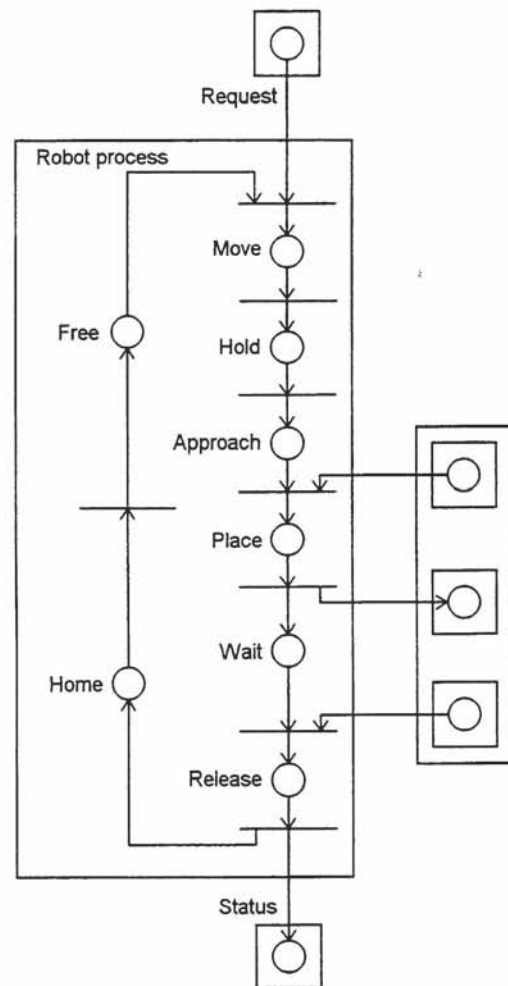 Request
Robot process
Move
Free
Hold
Approach
Place
Wait
Home
Release
Status